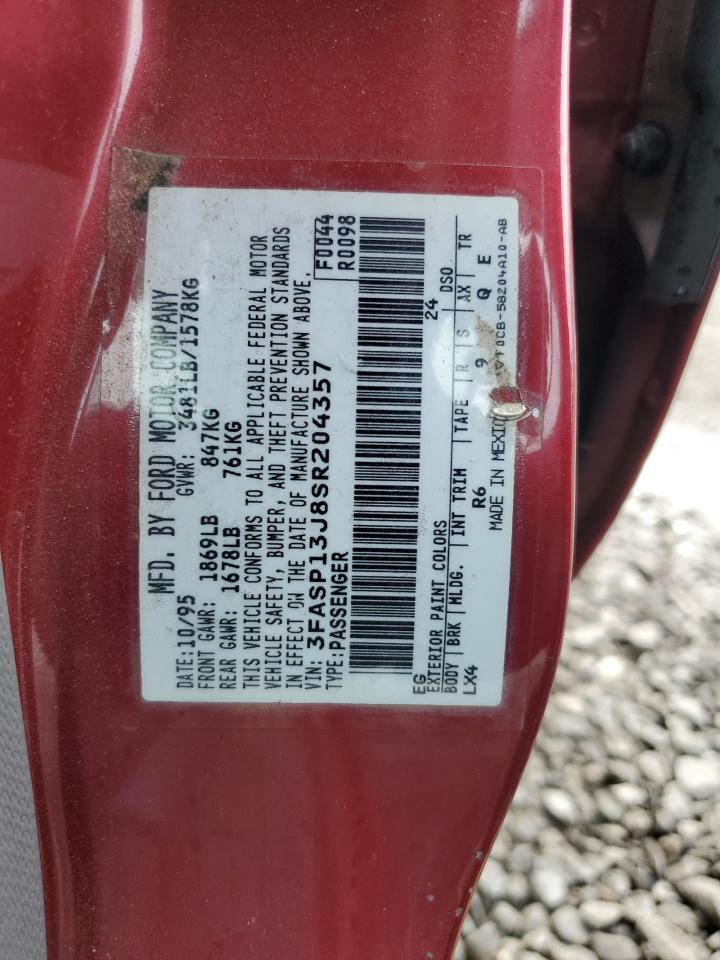 MFD. BY FORD MOTOR COMPANY
DATE: 10/95 GVWR: 3481LB/1578KG
FRONT GAWR: 1869LB 847KG
REAR GAWR: 1678LB 761KG
THIS VEHICLE CONFORMS TO ALL APPLICABLE FEDERAL MOTOR
VEHICLE SAFETY, BUMPER, AND THEFT PREVENTION STANDARDS
IN EFFECT ON THE DATE OF MANUFACTURE SHOWN ABOVE.
VIN: 3FASP13J8SR204357 F0044
TYPE: PASSENGER R0098
EG 24 DSO
EXTERIOR PAINT COLORS
BODY BRK MLDG. INT TRIM TAPE R S AX TR
LX4 R6 9 Q E
MADE IN MEXICO 0CB-58204A10-AB